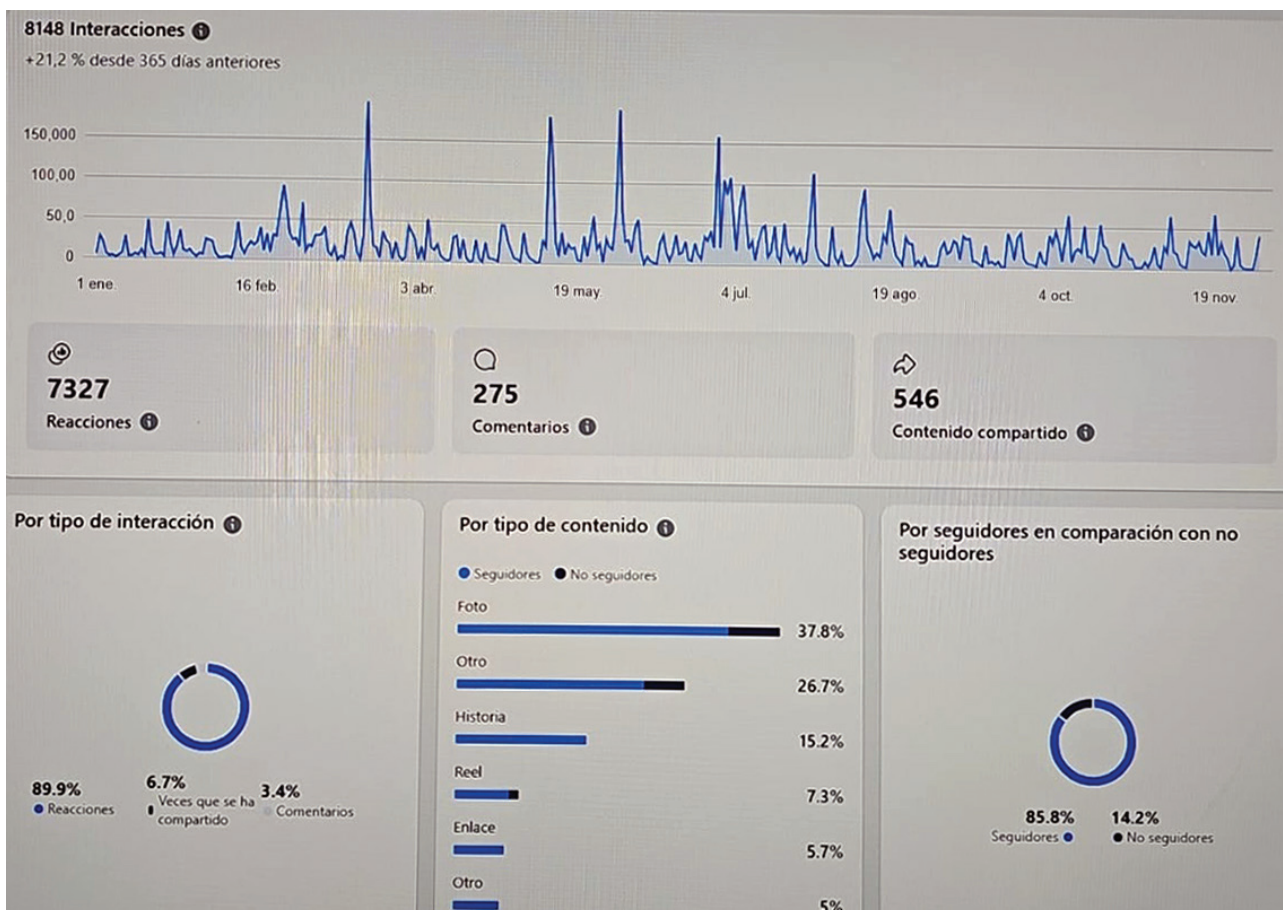 8148 Interacciones
+21,2 % desde 365 días anteriores
150,000
100,00
50,0
0
1 ene.
16 feb.
3 abr.
19 may.
4 jul.
19 ago.
4 oct.
19 nov.
7327
Reacciones
275
Comentarios
546
Contenido compartido
Por tipo de interacción
89.9%
Reacciones
6.7%
Veces que se ha
compartido
3.4%
Comentarios
Por tipo de contenido
Seguidores
No seguidores
Foto
37.8%
Otro
26.7%
Historia
15.2%
Reel
7.3%
Enlace
5.7%
Otro
5%
Por seguidores en comparación con no
seguidores
85.8%
Seguidores
14.2%
No seguidores